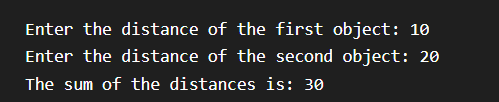 Enter the distance of the first object: 10
Enter the distance of the second object: 20
The sum of the distances is: 30